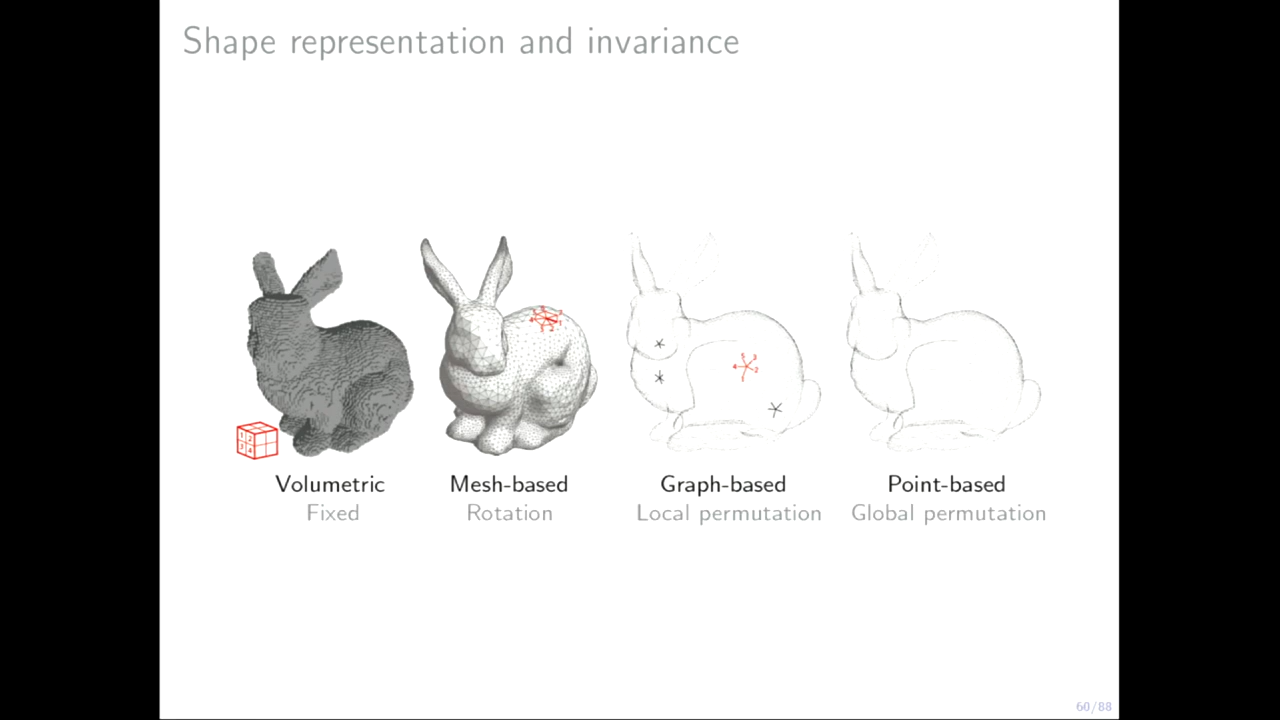 Shape representation and invariance
Volumetric
Fixed
Mesh-based
Rotation
Graph-based
Local permutation
Point-based
Global permutation
60/88